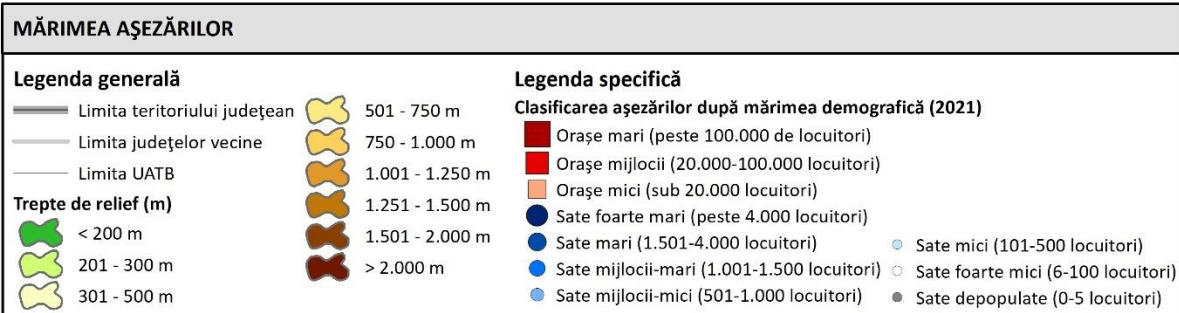 MĂRIMEA AŞEZĂRILOR
Legenda generală
Limita teritoriului judeţean
Limita judeţelor vecine
Limita UATB
Trepte de relief (m)
< 200 m
201 - 300 m
301 - 500 m
501 - 750 m
750 - 1.000 m
1.001 - 1.250 m
1.251 - 1.500 m
1.501 - 2.000 m
> 2.000 m
Legenda specifică
Clasificarea aşezărilor după mărimea demografică (2021)
Oraşe mari (peste 100.000 de locuitori)
Oraşe mijlocii (20.000-100.000 locuitori)
Oraşe mici (sub 20.000 locuitori)
Sate foarte mari (peste 4.000 locuitori)
Sate mari (1.501-4.000 locuitori)
Sate mijlocii-mari (1.001-1.500 locuitori)
Sate mijlocii-mici (501-1.000 locuitori)
Sate mici (101-500 locuitori)
Sate foarte mici (6-100 locuitori)
Sate depopulate (0-5 locuitori)